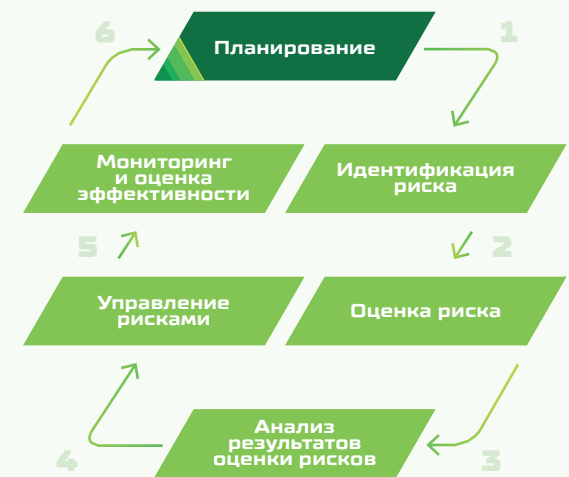 6
Планирование
1
Мониторинг
и оценка
эффективности
Идентификация
риска
5
2
Управление
рисками
Оценка риска
Анализ
результатов
оценки рисков
4
3